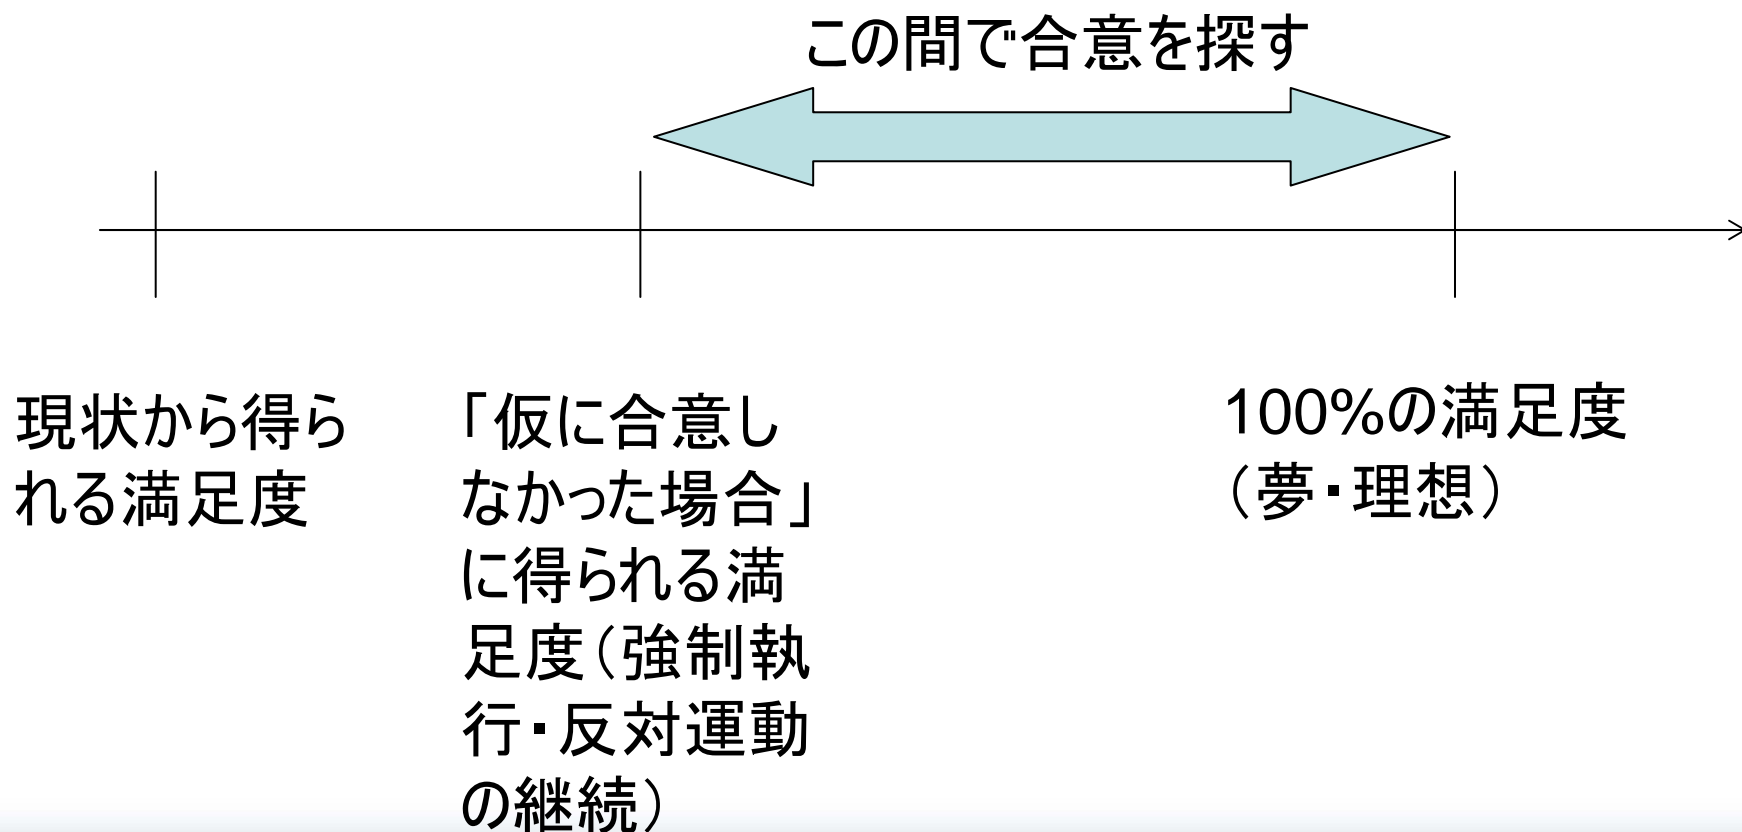 この間で合意を探す
現状から得ら
れる満足度
「仮に合意し
なかった場合」
に得られる満
足度（強制執
行・反対運動
の継続）
100%の満足度
（夢・理想）